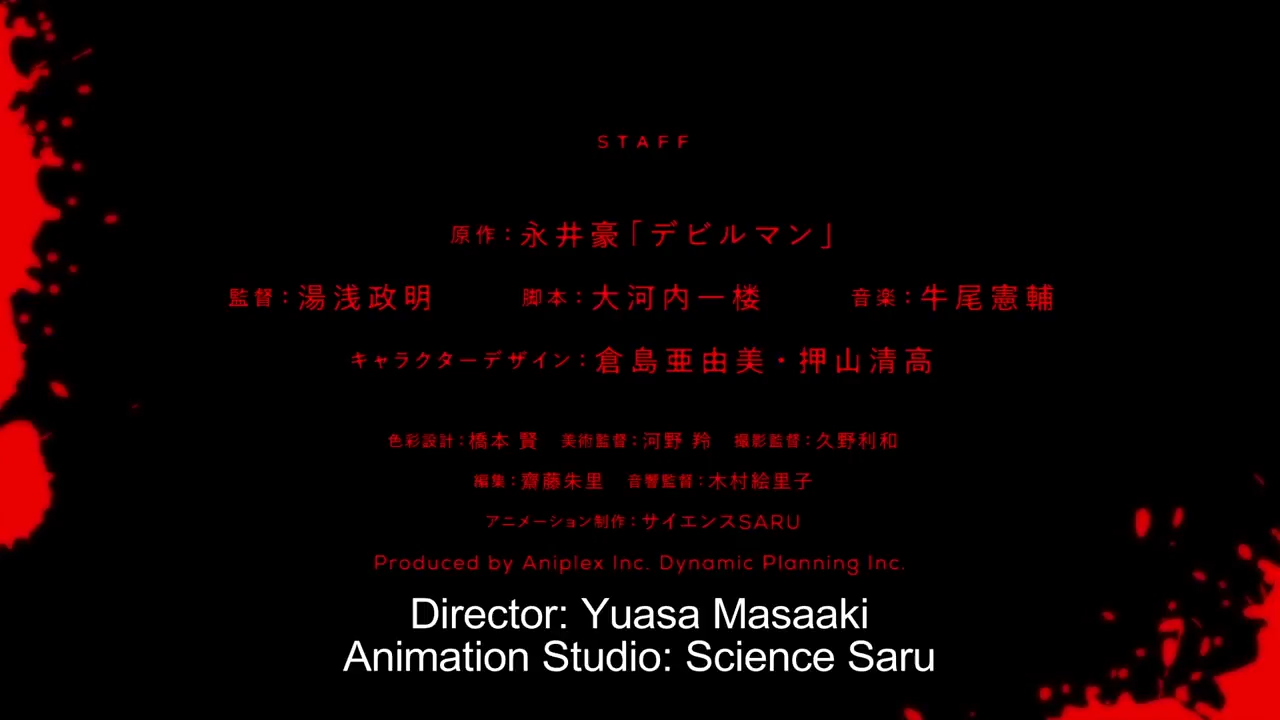 STAFF
原作：永井豪「デビルマン」
監督：湯浅政明　脚本：大河内一楼　音楽：牛尾憲輔
キャラクターデザイン：倉島亜由美・押山清高
色彩設計：橋本 賢　美術監督：河野 羚　撮影監督：久野利和
編集：齋藤朱里　音響監督：木村絵里子
アニメーション制作：サイエンスSARU
Produced by Aniplex Inc. Dynamic Planning Inc.
Director: Yuasa Masaaki
Animation Studio: Science Saru